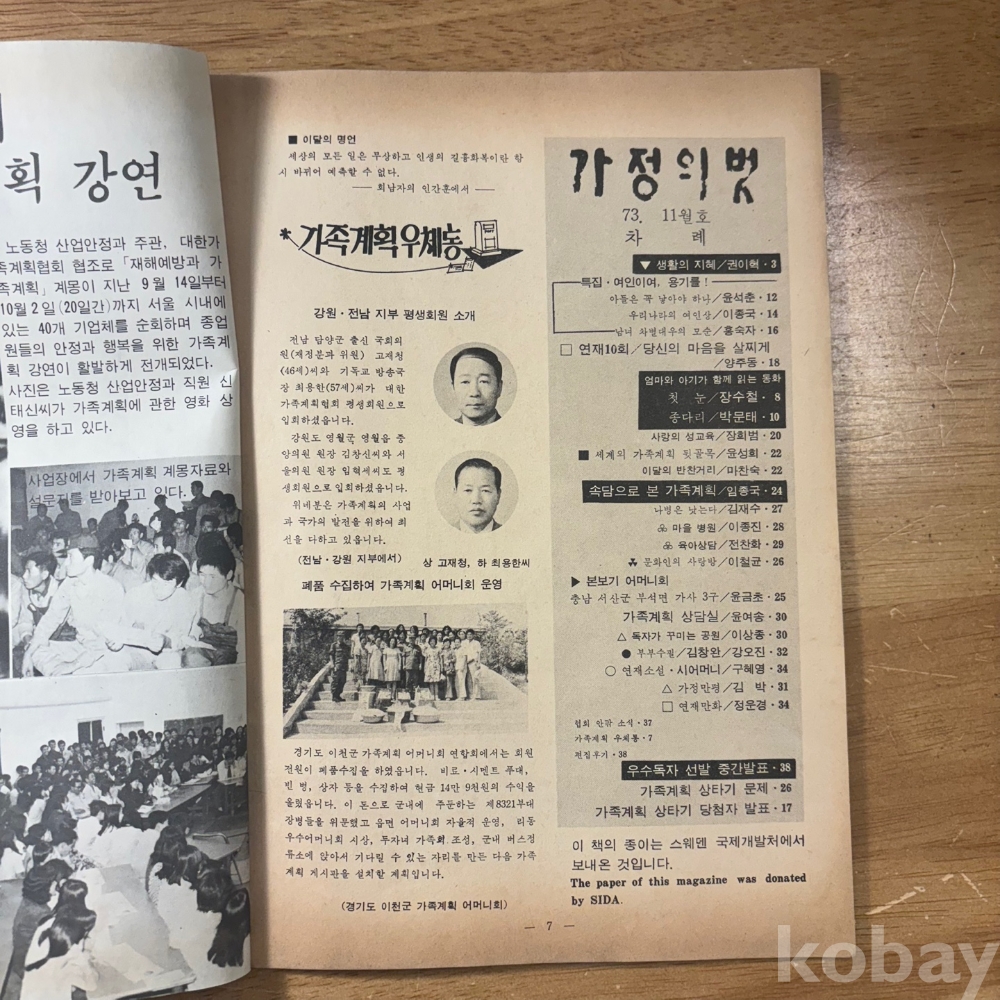 획 강연
노동청 산업안정과 주관, 대한가
족계획협회 협조로 「재해예방과 가
족계획」 계몽이 지난 9월 14일부터
10월 2일(20일간)까지 서울 시내에
있는 40개 기업체를 순회하며 종업
원들의 안정과 행복을 위한 가족계
획 강연이 활발하게 전개되었다.
사진은 노동청 산업안정과 직원 신
태신씨가 가족계획에 관한 영화 상
영을 하고 있다.
사업장에서 가족계획 계몽자료와
설문지를 받아보고 있다.
■ 이달의 명언
세상의 모든 일은 무상하고 인생의 길흉화복이란 항
시 바뀌어 예측할 수 없다.
── 회남자의 인간훈에서 ──
가족계획우체통
강원·전남 지부 평생회원 소개
전남 담양군 출신 국회의
원(재정분과 위원) 고재청
(46세)씨와 기독교 방송국
장 최용한(57세)씨가 대한
가족계획협회 평생회원으로
입회하셨읍니다.
강원도 영월군 영월읍 중
앙의원 원장 김창신씨와 서
울의원 원장 임혁세씨도 평
생회원으로 입회하셨읍니다.
위네분은 가족계획의 사업
과 국가의 발전을 위하여 최
선을 다하고 있읍니다.
(전남·강원 지부에서)
상 고재청, 하 최용한씨
폐품 수집하여 가족계획 어머니회 운영
경기도 이천군 가족계획 어머니회 연합회에서는 회원
전원이 폐품수집을 하였읍니다. 비료·시멘트 푸대,
빈 병, 상자 등을 수집하여 현금 14만 9천원의 수익을
올렸읍니다. 이 돈으로 군내에 주둔하는 제8321부대
장병들을 위문했고 읍면 어머니회 자율적 운영, 리동
우수어머니회 시상, 투자녀 가족회 조성, 군내 버스정
류소에 앉아서 기다릴 수 있는 자리를 만든 다음 가족
계획 게시판을 설치할 계획입니다.
(경기도 이천군 가족계획 어머니회)
가정의벗
73. 11월호
차 례
▼ 생활의 지혜/권이혁·3
특집·여인이여, 용기를!
아들은 꼭 낳아야 하나/윤석춘·12
우리나라의 여인상/이종국·14
남녀 차별대우의 모순/홍숙자·16
□ 연재10회/당신의 마음을 살찌게
/양주동·18
엄마와 아기가 함께 읽는 동화
첫 눈/장수철·8
종다리/박문태·10
사랑의 성교육/장희범·20
■ 세계의 가족계획 뒷골목/윤성희·22
이달의 반찬거리/마찬숙·22
속담으로 본 가족계획/임종국·24
나병은 낫는다/김재수·27
마을 병원/이종진·28
육아상담/전찬화·29
문화인의 사랑방/이철균·26
▶ 본보기 어머니회
충남 서산군 부석면 가사 3구/윤금초·25
가족계획 상담실/윤여송·30
△ 독자가 꾸미는 공원/이상종·30
● 부부수필/김창완/강오진·32
○ 연재소설·시어머니/구혜영·34
△ 가정만평/김 박·31
□ 연재만화/정운경·34
협회 안팎 소식·37
가족계획 우체통·7
편집후기·38
우수독자 선발 중간발표·38
가족계획 상타기 문제·26
가족계획 상타기 당첨자 발표·17
이 책의 종이는 스웨덴 국제개발처에서
보내온 것입니다.
The paper of this magazine was donated
by SIDA.
─ 7 ─
kobay